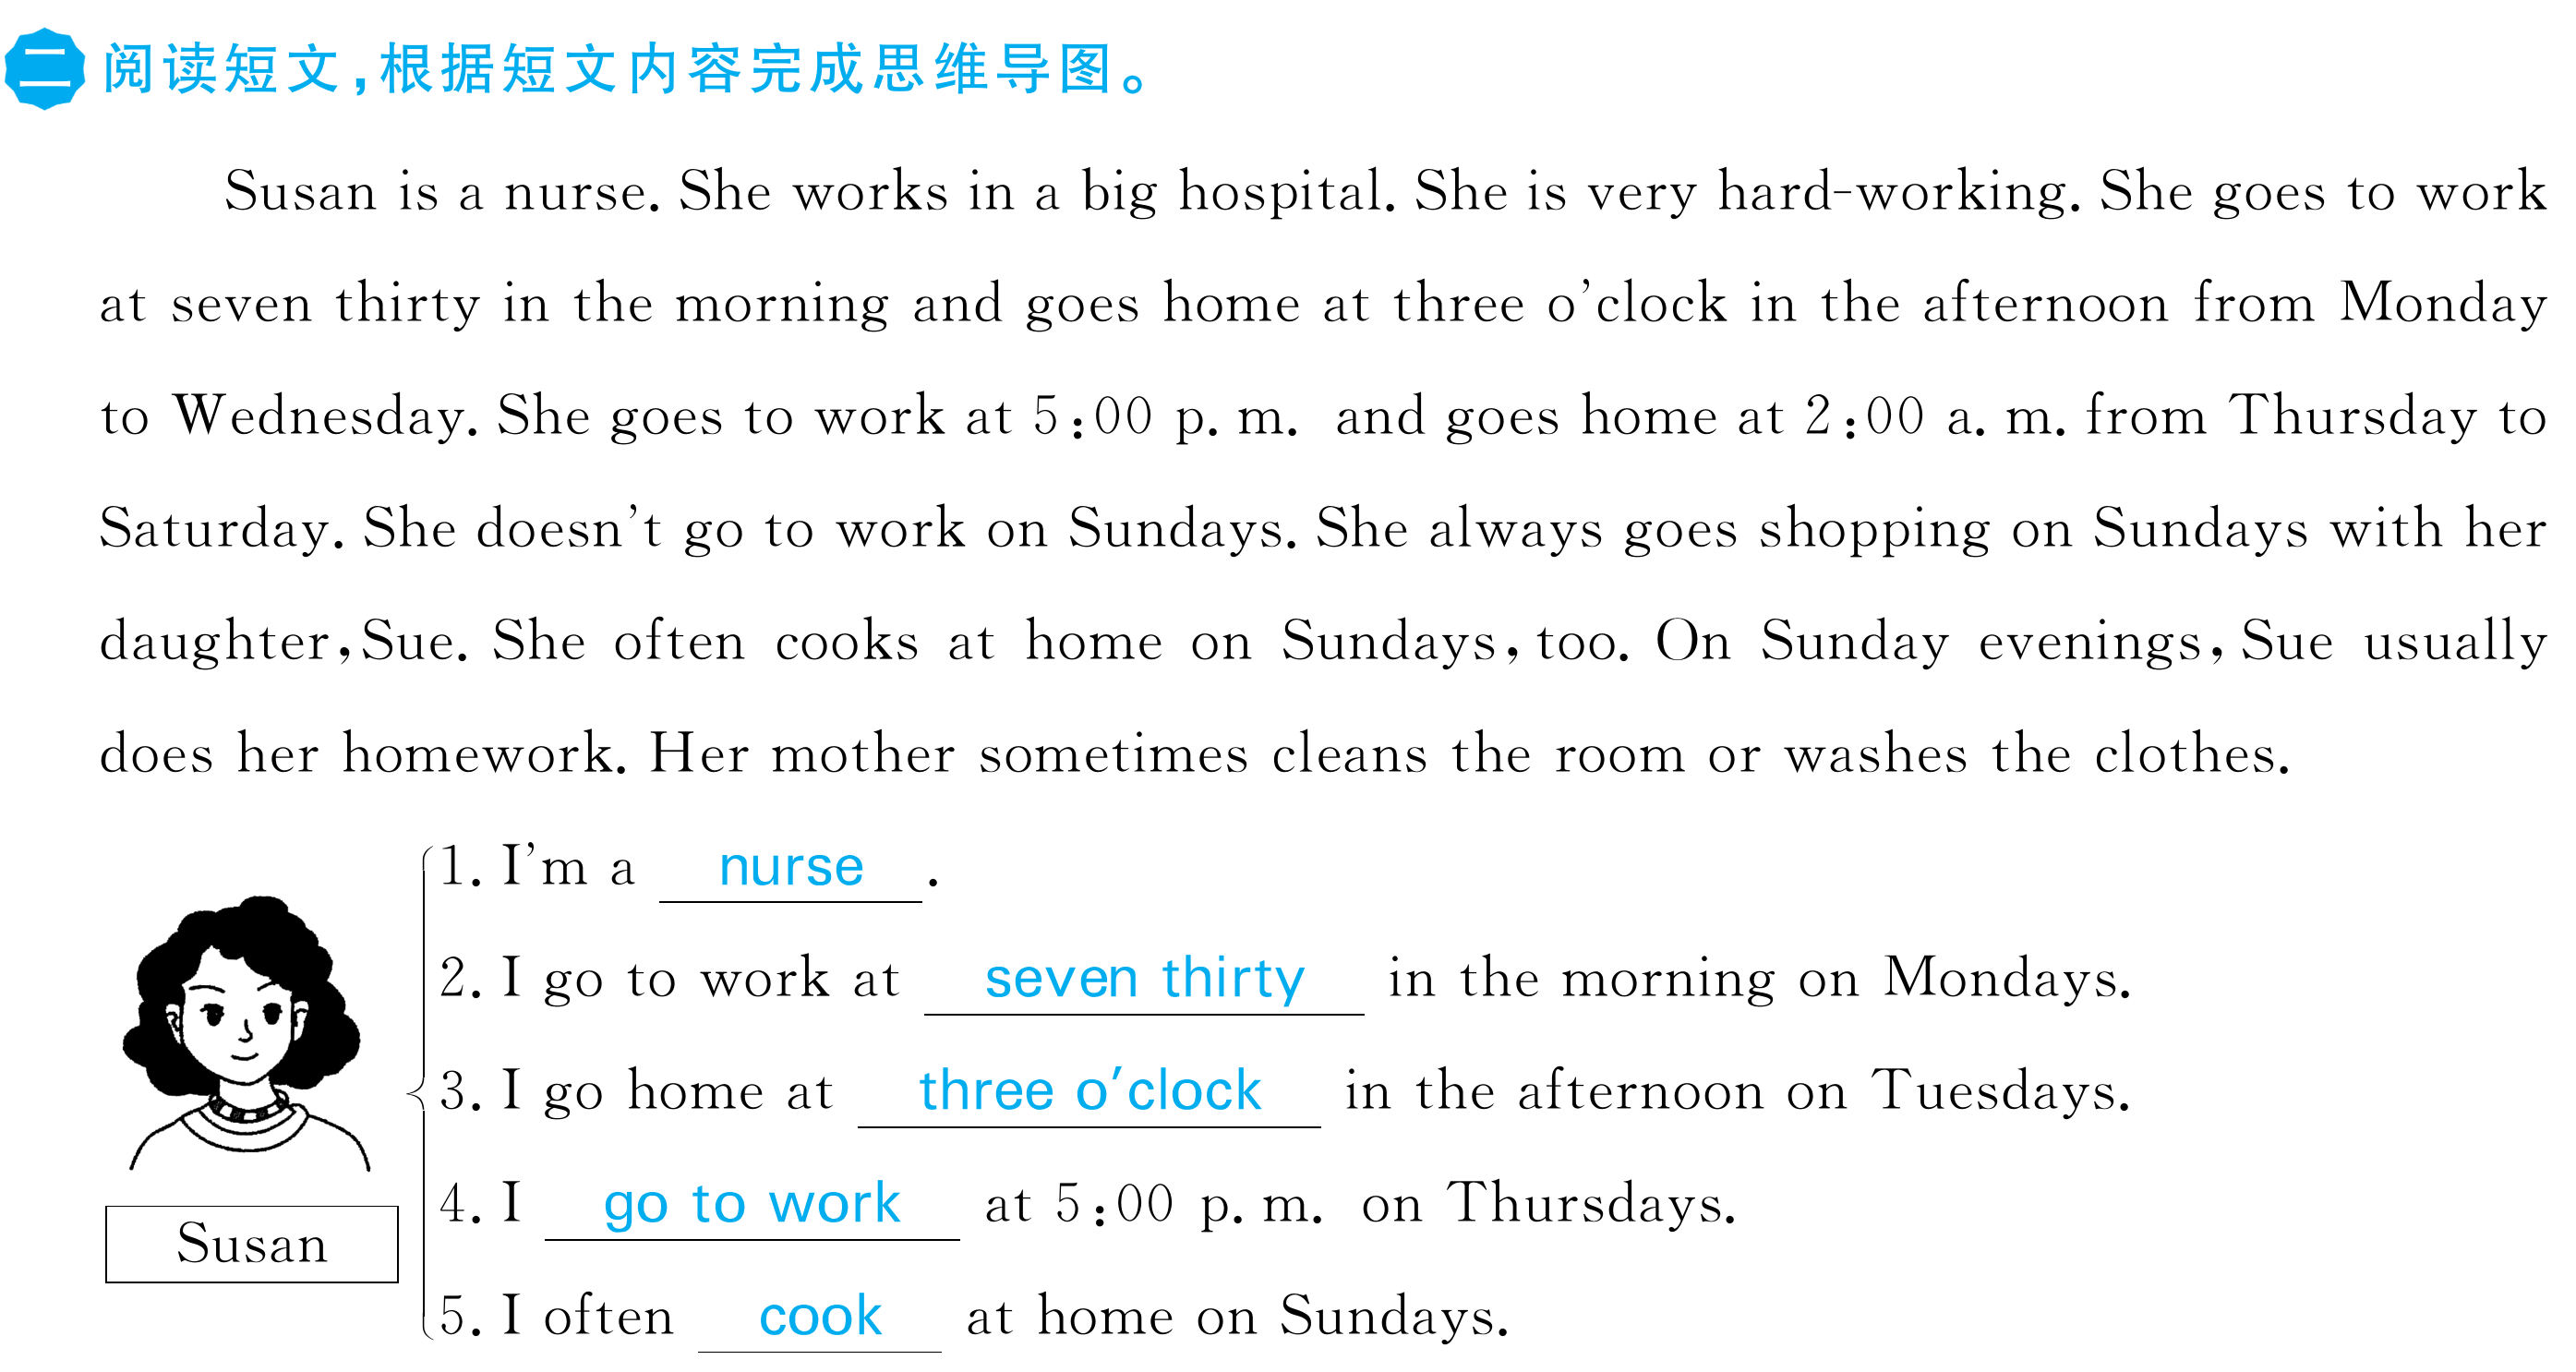 二 阅读短文,根据短文内容完成思维导图。
Susan is a nurse. She works in a big hospital. She is very hard-working. She goes to work
at seven thirty in the morning and goes home at three o'clock in the afternoon from Monday
to Wednesday. She goes to work at 5:00 p. m. and goes home at 2:00 a. m. from Thursday to
Saturday. She doesn't go to work on Sundays. She always goes shopping on Sundays with her
daughter,Sue. She often cooks at home on Sundays,too. On Sunday evenings,Sue usually
does her homework. Her mother sometimes cleans the room or washes the clothes.
1. I'm a nurse.
2. I go to work at seven thirty in the morning on Mondays.
3. I go home at three o'clock in the afternoon on Tuesdays.
4. I go to work at 5:00 p. m. on Thursdays.
Susan
5. I often cook at home on Sundays.